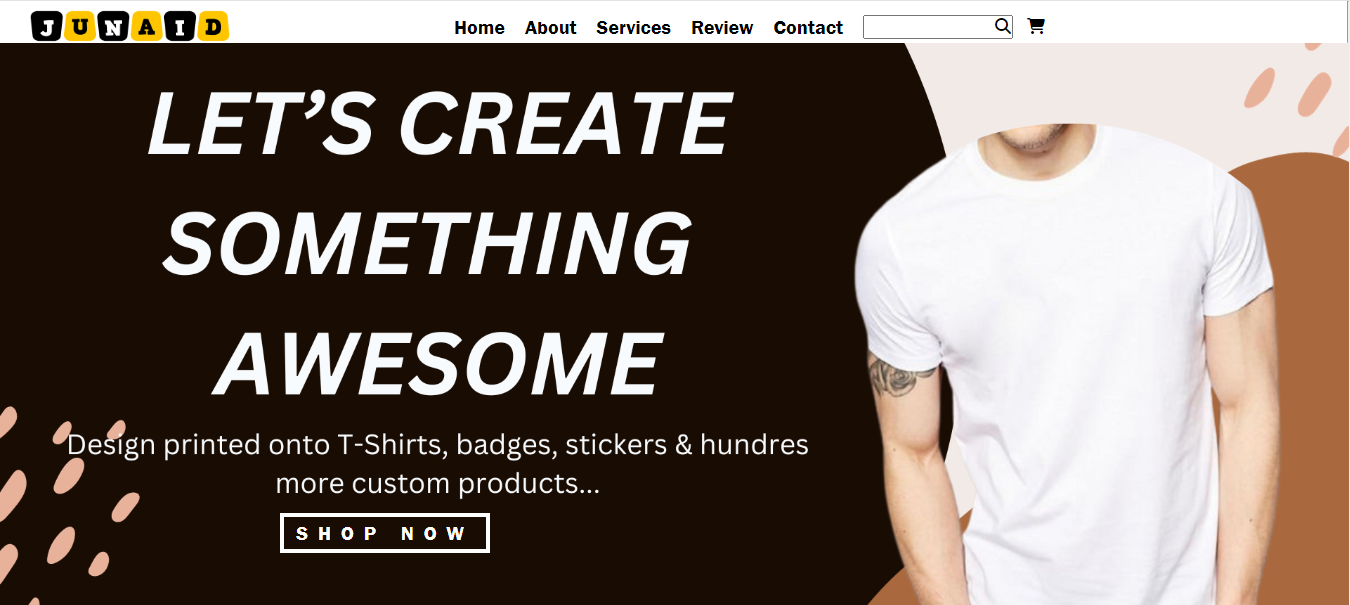 JUNAID
Home About Services Review Contact
LET’S CREATE
SOMETHING
AWESOME
Design printed onto T-Shirts, badges, stickers & hundres
more custom products...
SHOP NOW